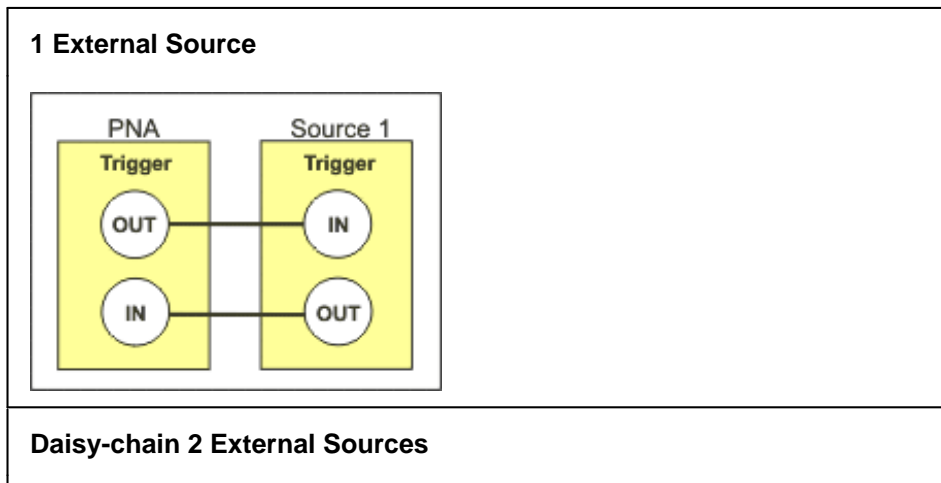 1 External Source
PNA Source 1
Trigger Trigger
OUT IN
IN OUT
Daisy-chain 2 External Sources